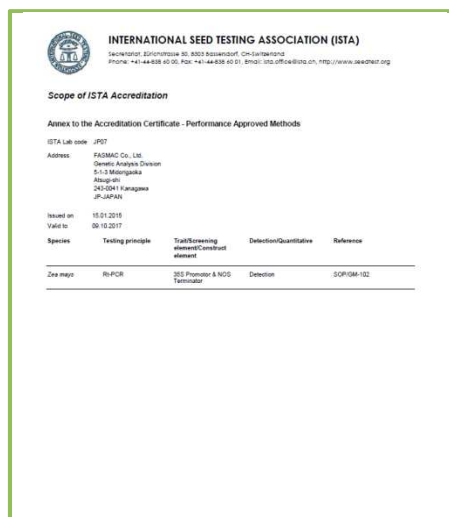 INTERNATIONAL SEED TESTING ASSOCIATION (ISTA)
Secretariat, Zürichstrasse 50, 8303 Bassersdorf, CH-Switzerland
Phone: +41-44-838 60 00, Fax: +41-44-838 60 01, Email: ista.office@ista.ch, http://www.seedtest.org
Scope of ISTA Accreditation
Annex to the Accreditation Certificate - Performance Approved Methods
ISTA Lab code JP07
Address FASMAC Co., Ltd.
Genetic Analysis Division
5-1-3 Midorigaoka
Atsugi-shi
243-0041 Kanagawa
JP-JAPAN
Issued on 15.01.2015
Valid to 09.10.2017
Species Testing principle Trait/Screening element/Construct element Detection/Quantitative Reference
Zea mays Rt-PCR 35S Promotor & NOS Terminator Detection SOP/GM-102